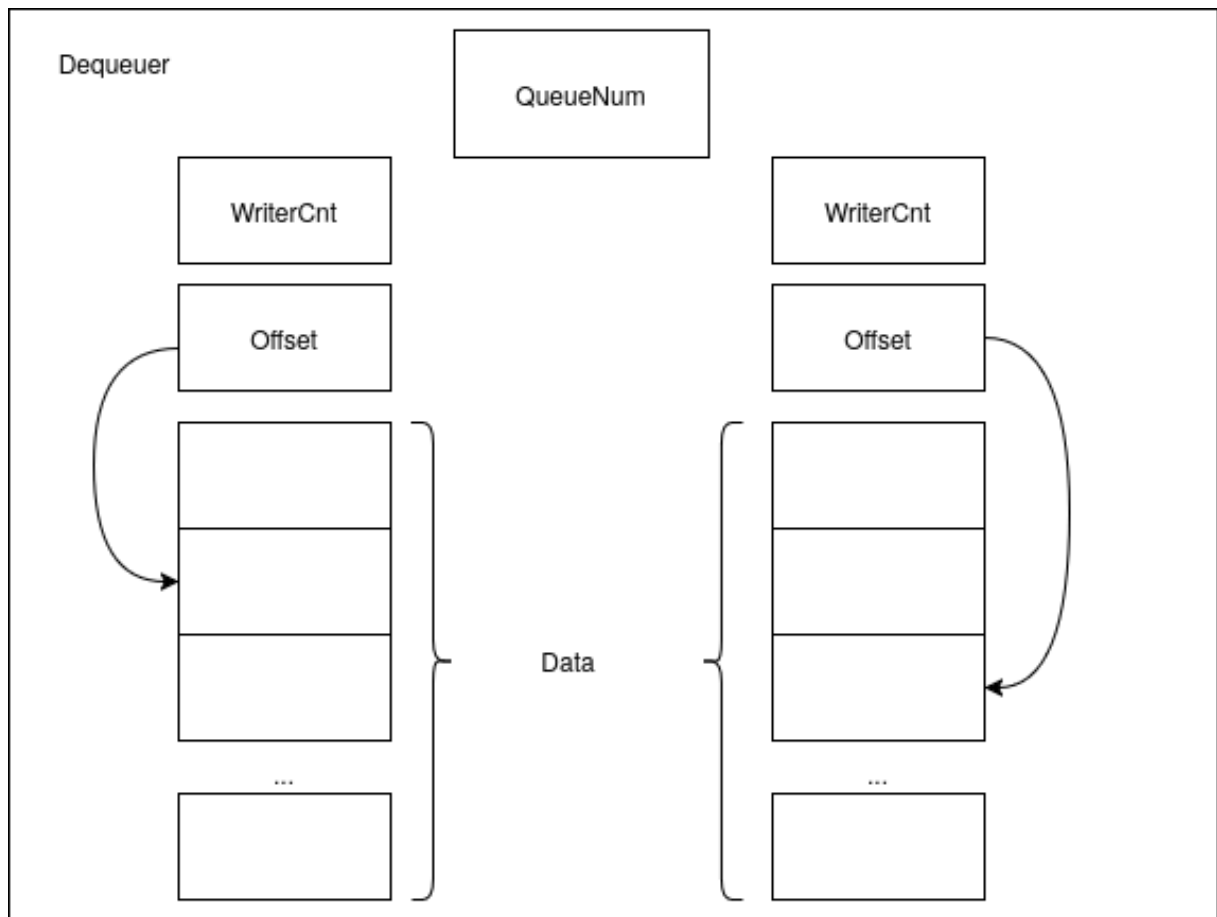 Dequeuer
QueueNum
WriterCnt
WriterCnt
Offset
Offset
Data
...
...